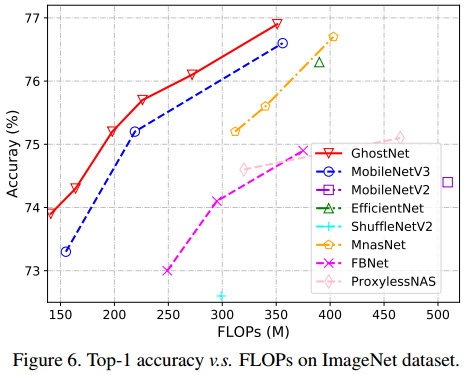 77
76
75
74
73
Accuray (%)
GhostNet
MobileNetV3
MobileNetV2
EfficientNet
ShuffleNetV2
MnasNet
FBNet
ProxylessNAS
150 200 250 300 350 400 450 500
FLOPs (M)
Figure 6. Top-1 accuracy v.s. FLOPs on ImageNet dataset.